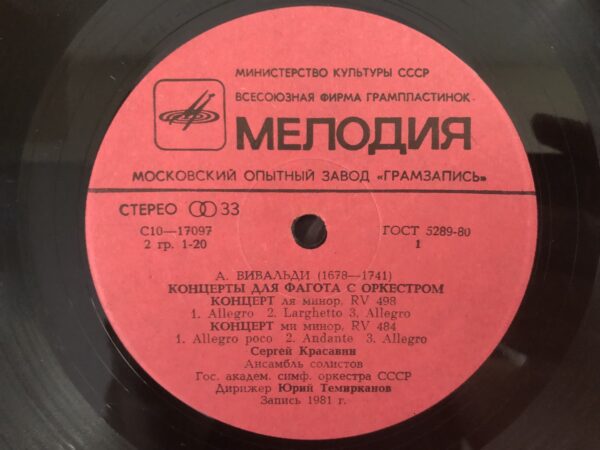 МИНИСТЕРСТВО КУЛЬТУРЫ СССР
ВСЕСОЮЗНАЯ ФИРМА ГРАМПЛАСТИНОК
МЕЛОДИЯ
МОСКОВСКИЙ ОПЫТНЫЙ ЗАВОД «ГРАМЗАПИСЬ»
СТЕРЕО 33
С10—17097 ГОСТ 5289-80
2 гр. 1-20 1
А. ВИВАЛЬДИ (1678—1741)
КОНЦЕРТЫ ДЛЯ ФАГОТА С ОРКЕСТРОМ
КОНЦЕРТ ля минор, RV 498
1. Allegro 2. Larghetto 3. Allegro
КОНЦЕРТ ми минор, RV 484
1. Allegro poco 2. Andante 3. Allegro
Сергей Красавин
Ансамбль солистов
Гос. академ. симф. оркестра СССР
Дирижер Юрий Темирканов
Запись 1981 г.